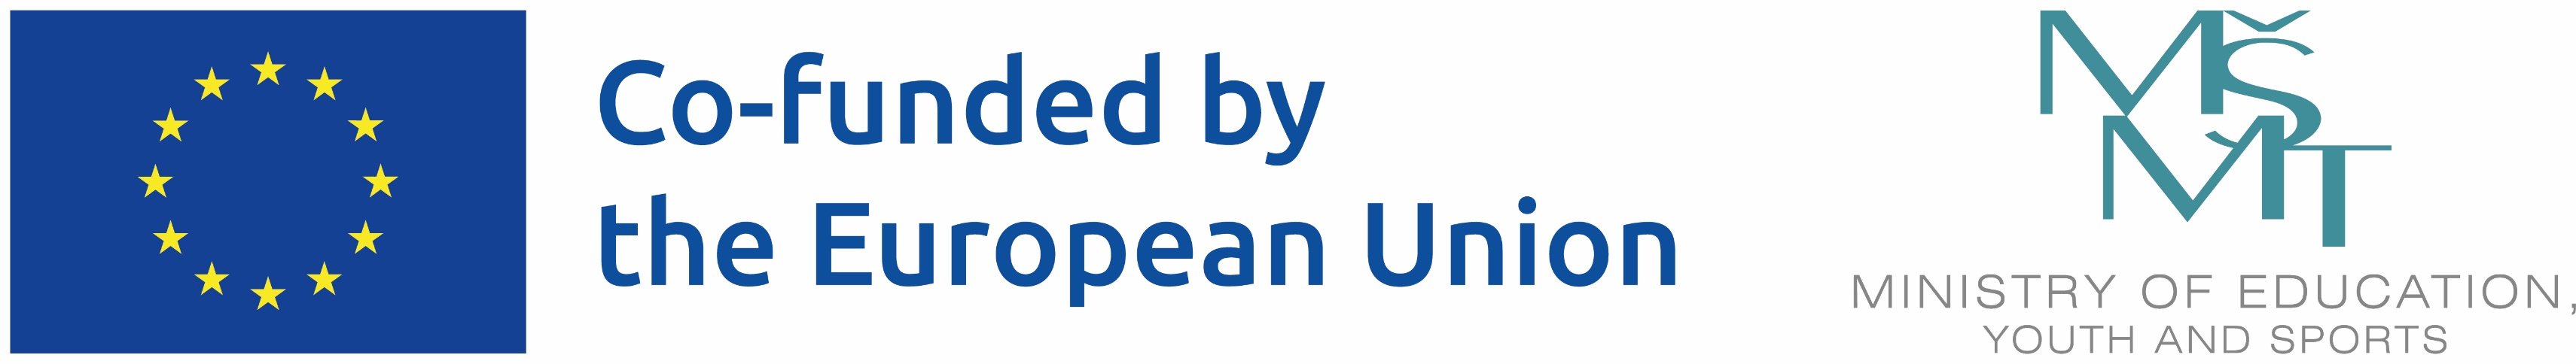 Co-funded by
the European Union
MŠMT
MINISTRY OF EDUCATION,
YOUTH AND SPORTS